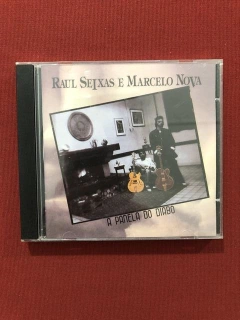 RAUL SEIXAS E MARCELO NOVA
A PANELA DO DIABO